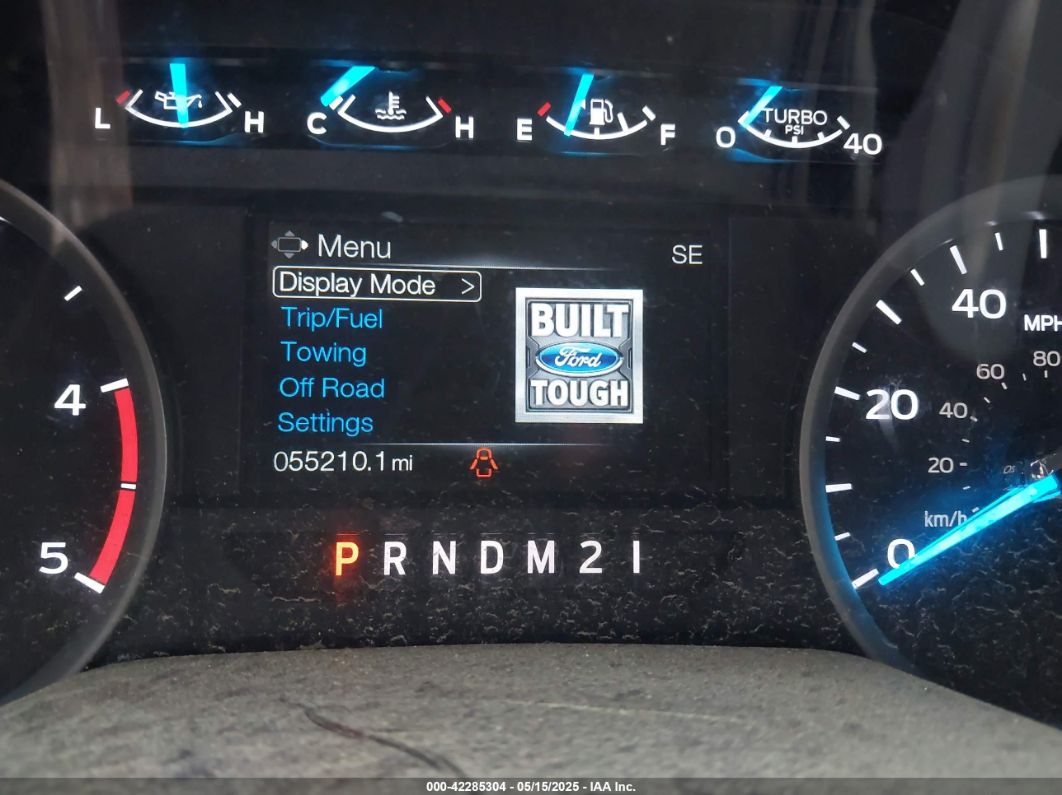 L H C H E F 0 TURBO PSI 40
Menu
SE
Display Mode >
Trip/Fuel
Towing
Off Road
Settings
055210.1 mi
BUILT
Ford
TOUGH
4
5
P R N D M 2 1
40
MPH
80
60
20
40
20
km/h
0
000-42285304 - 05/15/2025 - IAA Inc.